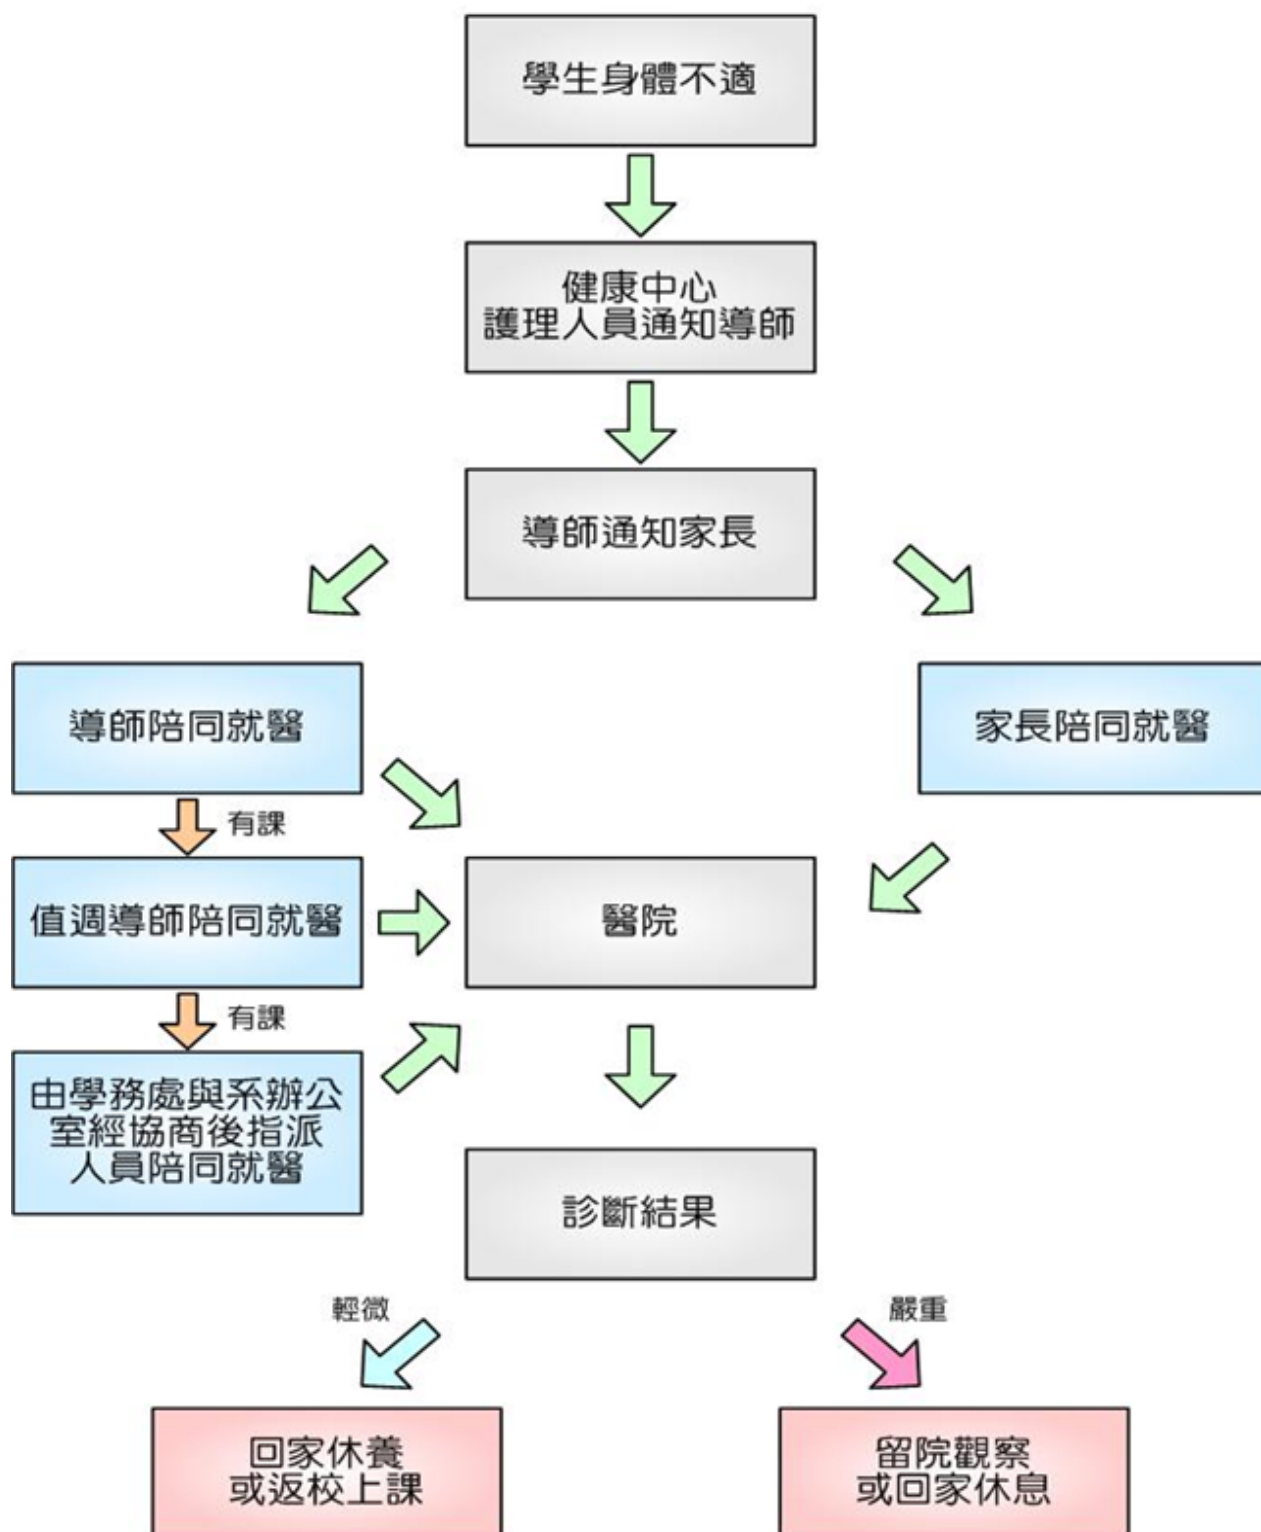 學生身體不適
健康中心
護理人員通知導師
導師通知家長
導師陪同就醫
家長陪同就醫
有課
值週導師陪同就醫
醫院
有課
由學務處與系辦公
室經協商後指派
人員陪同就醫
診斷結果
輕微
嚴重
回家休養
或返校上課
留院觀察
或回家休息